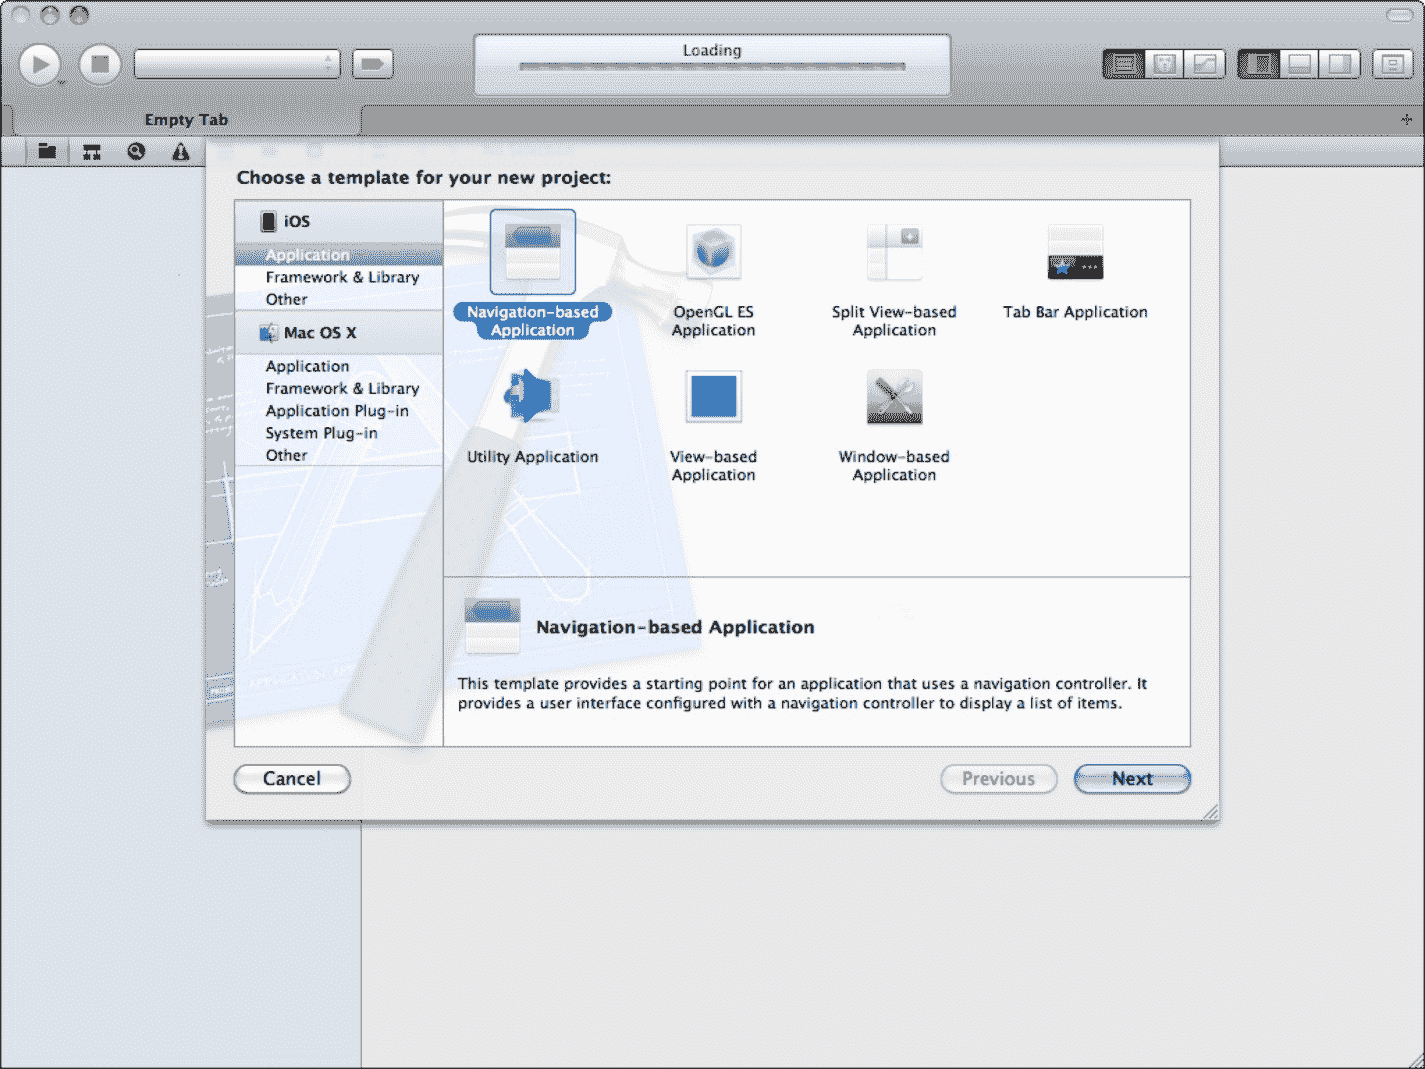 Loading
Empty Tab
Choose a template for your new project:
iOS
Application
Framework & Library
Other
Mac OS X
Application
Framework & Library
Application Plug-in
System Plug-in
Other
Navigation-based
Application
OpenGL ES
Application
Split View-based
Application
Tab Bar Application
Utility Application
View-based
Application
Window-based
Application
Navigation-based Application
This template provides a starting point for an application that uses a navigation controller. It
provides a user interface configured with a navigation controller to display a list of items.
Cancel
Previous
Next